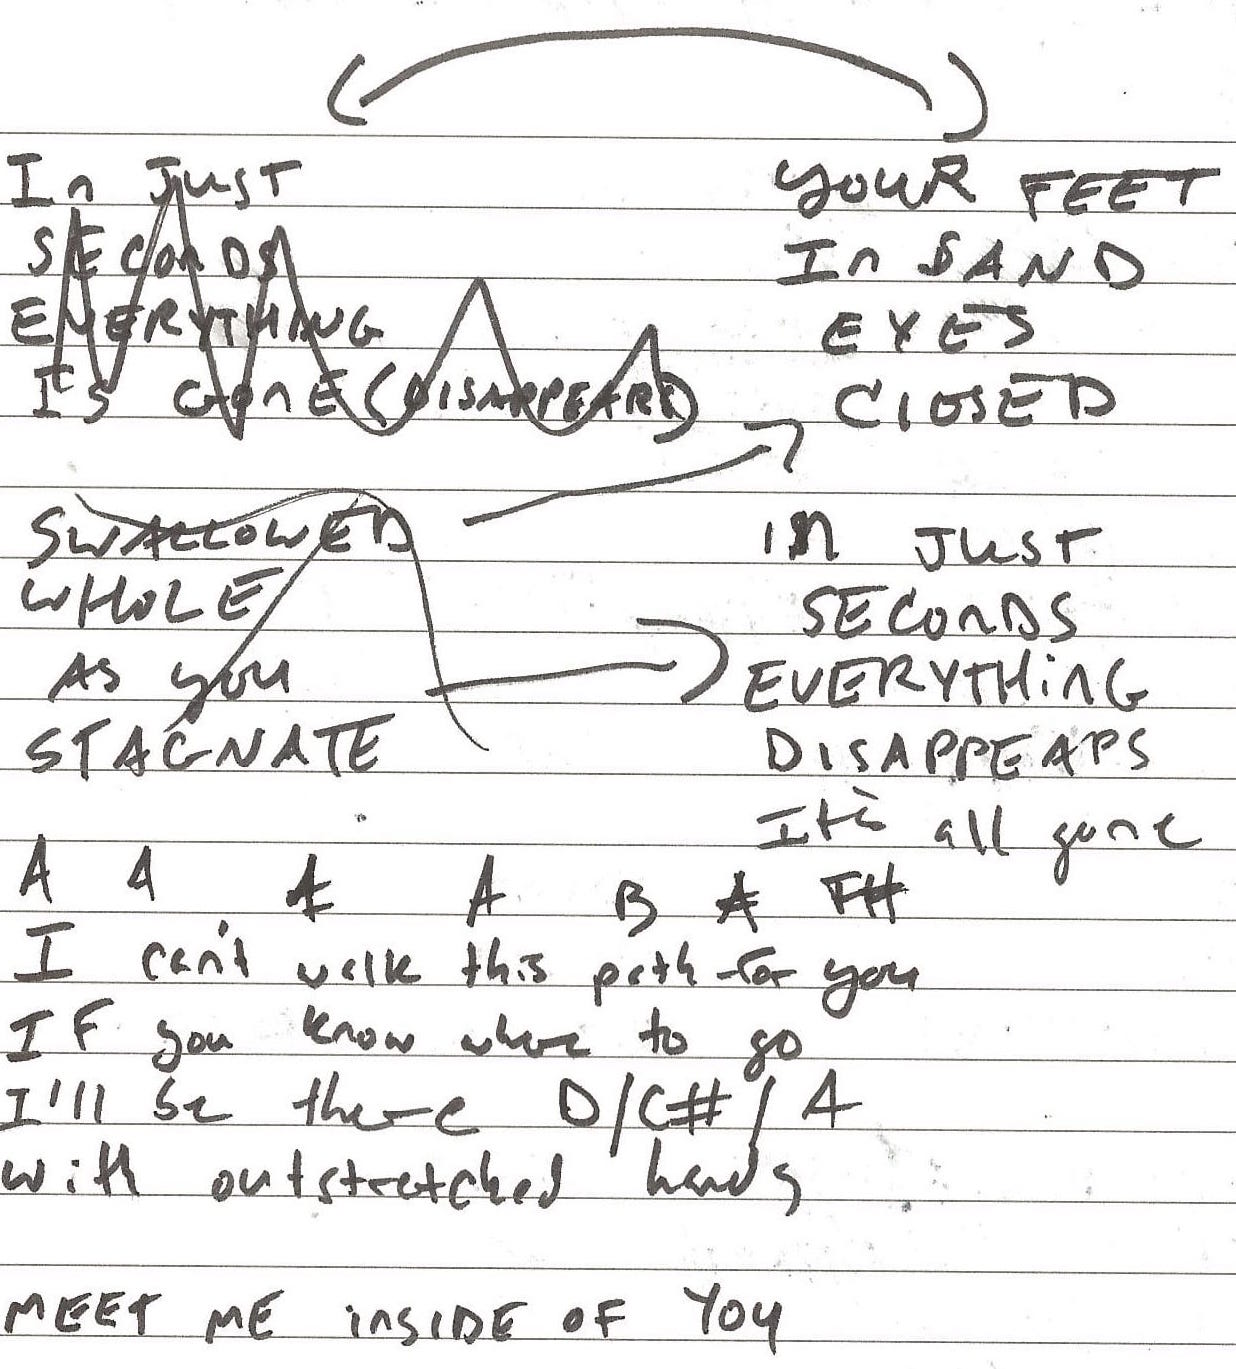 In Just
SECONDS
EVERYTHING
It's GonE (DISAPPEARED)
SWALLOWED
WHOLE
AS you
STAGNATE
YOUR FEET
In SAND
EYES
ClOSED
IN JUST
SECONDS
EVERYTHING
DISAPPEARS
It's all gone
A A A A B A F#
I can't walk this path for you
IF you know where to go
I'll be there D/C#/A
with outstretched hands
MEET ME inSIDE OF YOU